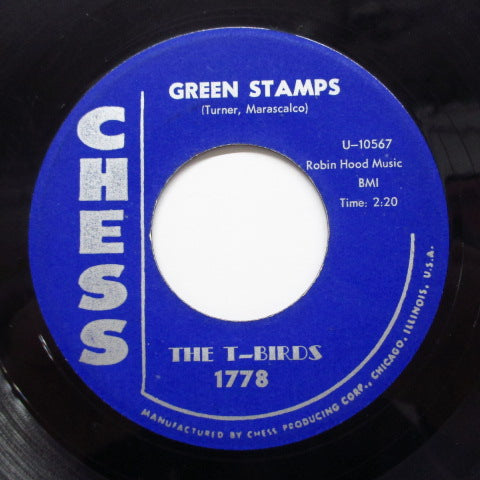 GREEN STAMPS
(Turner, Marascalco)
CHESS
U-10567
Robin Hood Music
BMI
Time: 2:20
THE T-BIRDS
1778
MANUFACTURED BY CHESS PRODUCING CORP., CHICAGO, ILLINOIS, U.S.A.